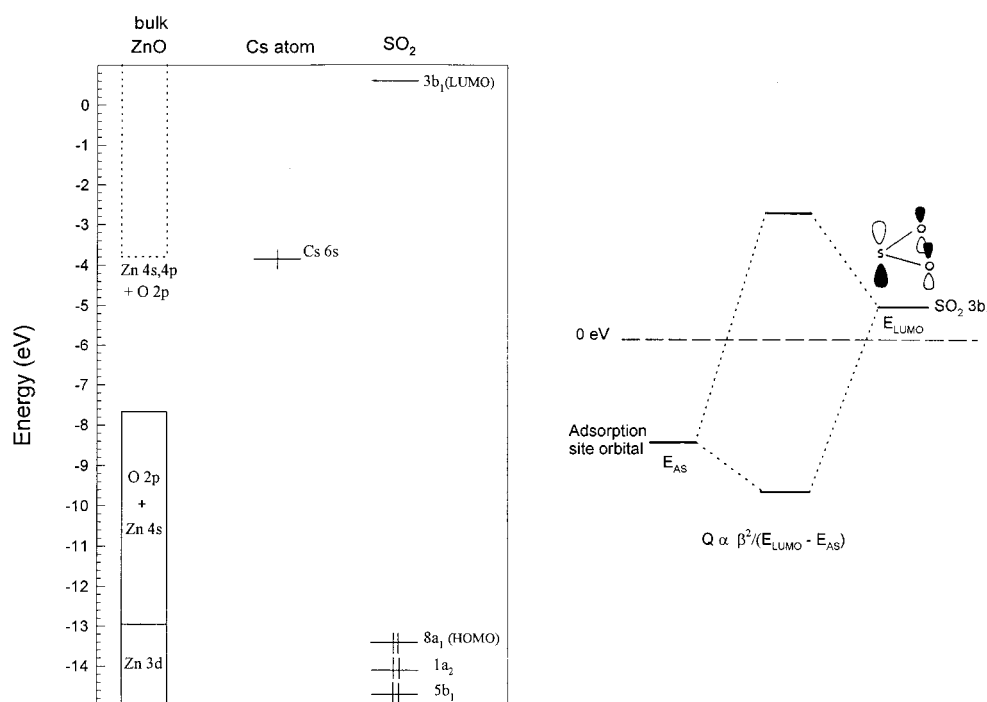 bulk
ZnO
Cs atom
SO2
Energy (eV)
0
-1
-2
-3
-4
-5
-6
-7
-8
-9
-10
-11
-12
-13
-14
3b1(LUMO)
Cs 6s
Zn 4s,4p
+ O 2p
O 2p
+
Zn 4s
Zn 3d
8a1 (HOMO)
1a2
5b1
S
O
O
SO2 3b
ELUMO
0 eV
Adsorption
site orbital
EAS
Q α β²/(ELUMO - EAS)